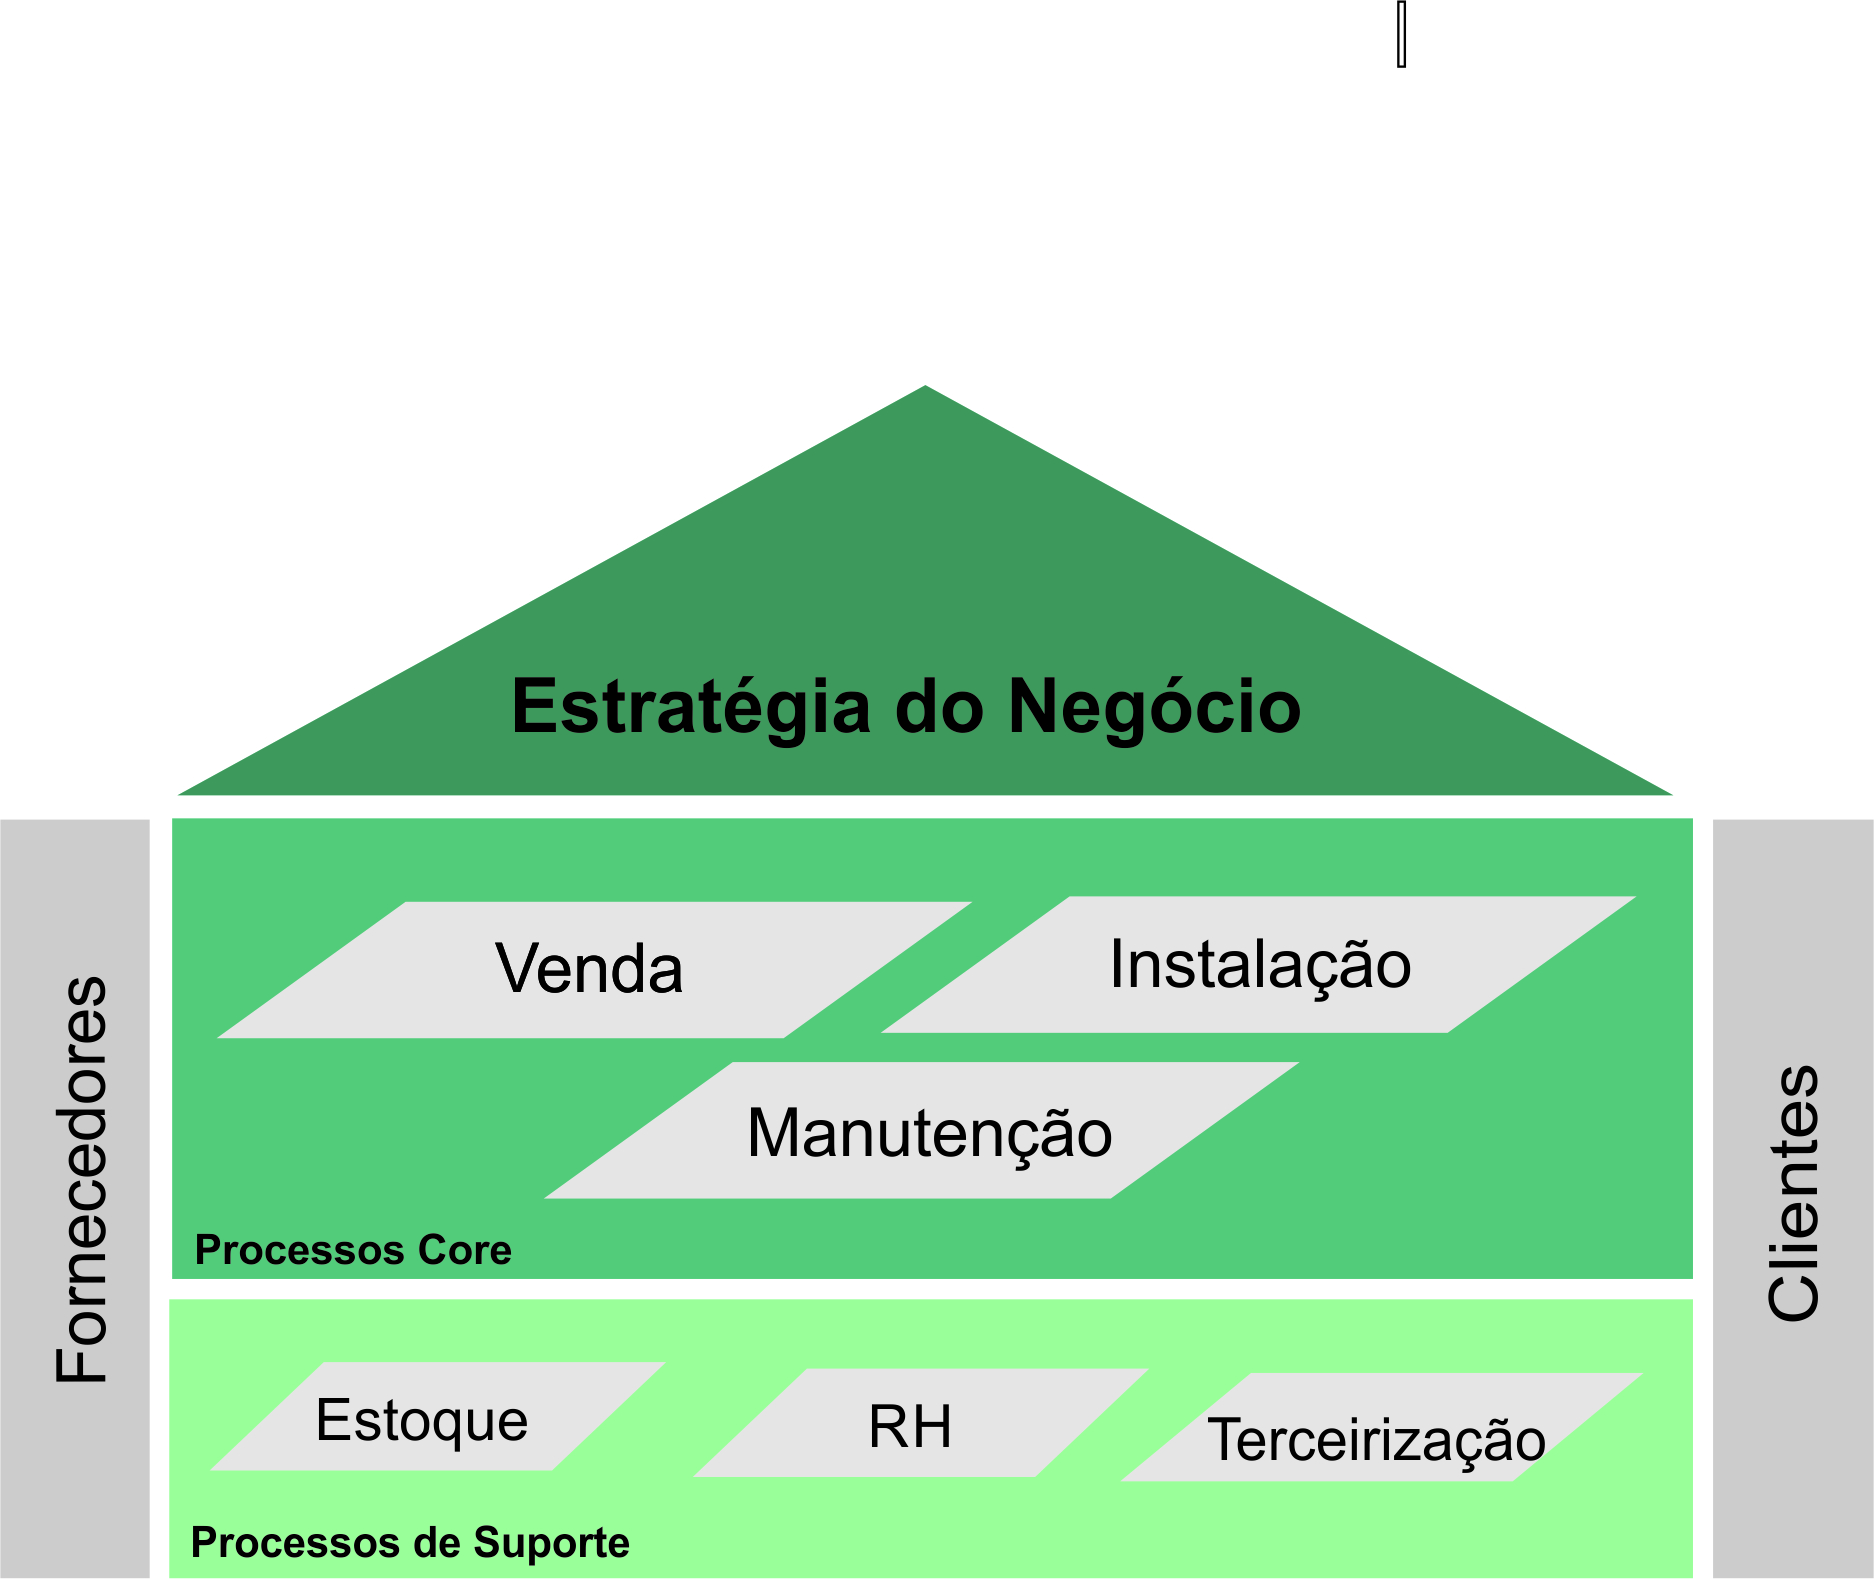 Estratégia do Negócio
Fornecedores
Venda
Instalação
Manutenção
Processos Core
Clientes
Estoque
RH
Terceirização
Processos de Suporte